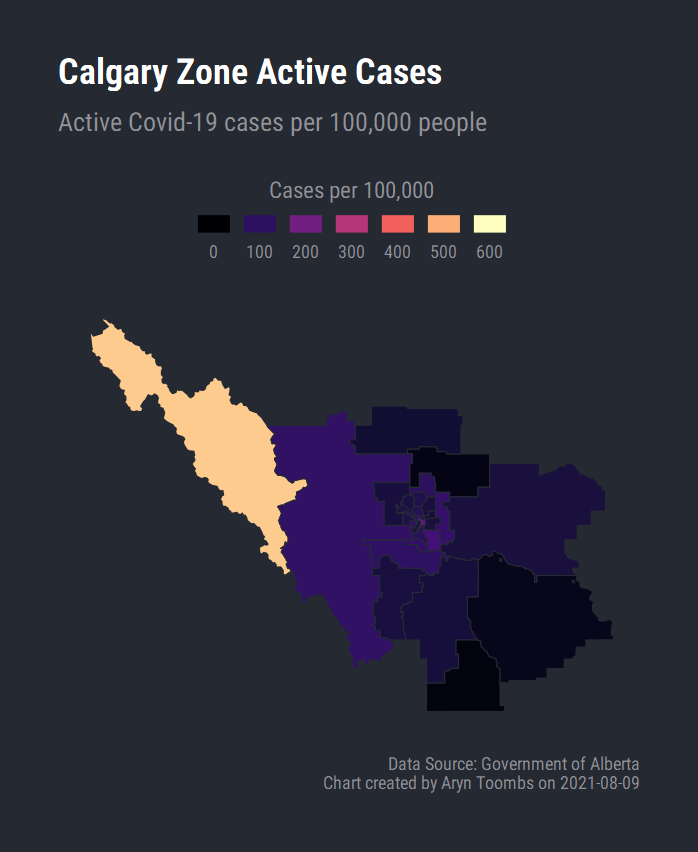 Calgary Zone Active Cases
Active Covid-19 cases per 100,000 people
Cases per 100,000
0 100 200 300 400 500 600
Data Source: Government of Alberta
Chart created by Aryn Toombs on 2021-08-09